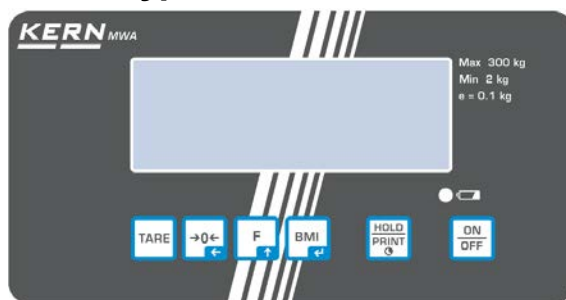 KERN MWA
Max 300 kg
Min 2 kg
e = 0.1 kg
TARE
→0←
←
F
↑
BMI
↵
HOLD
PRINT
ON
OFF